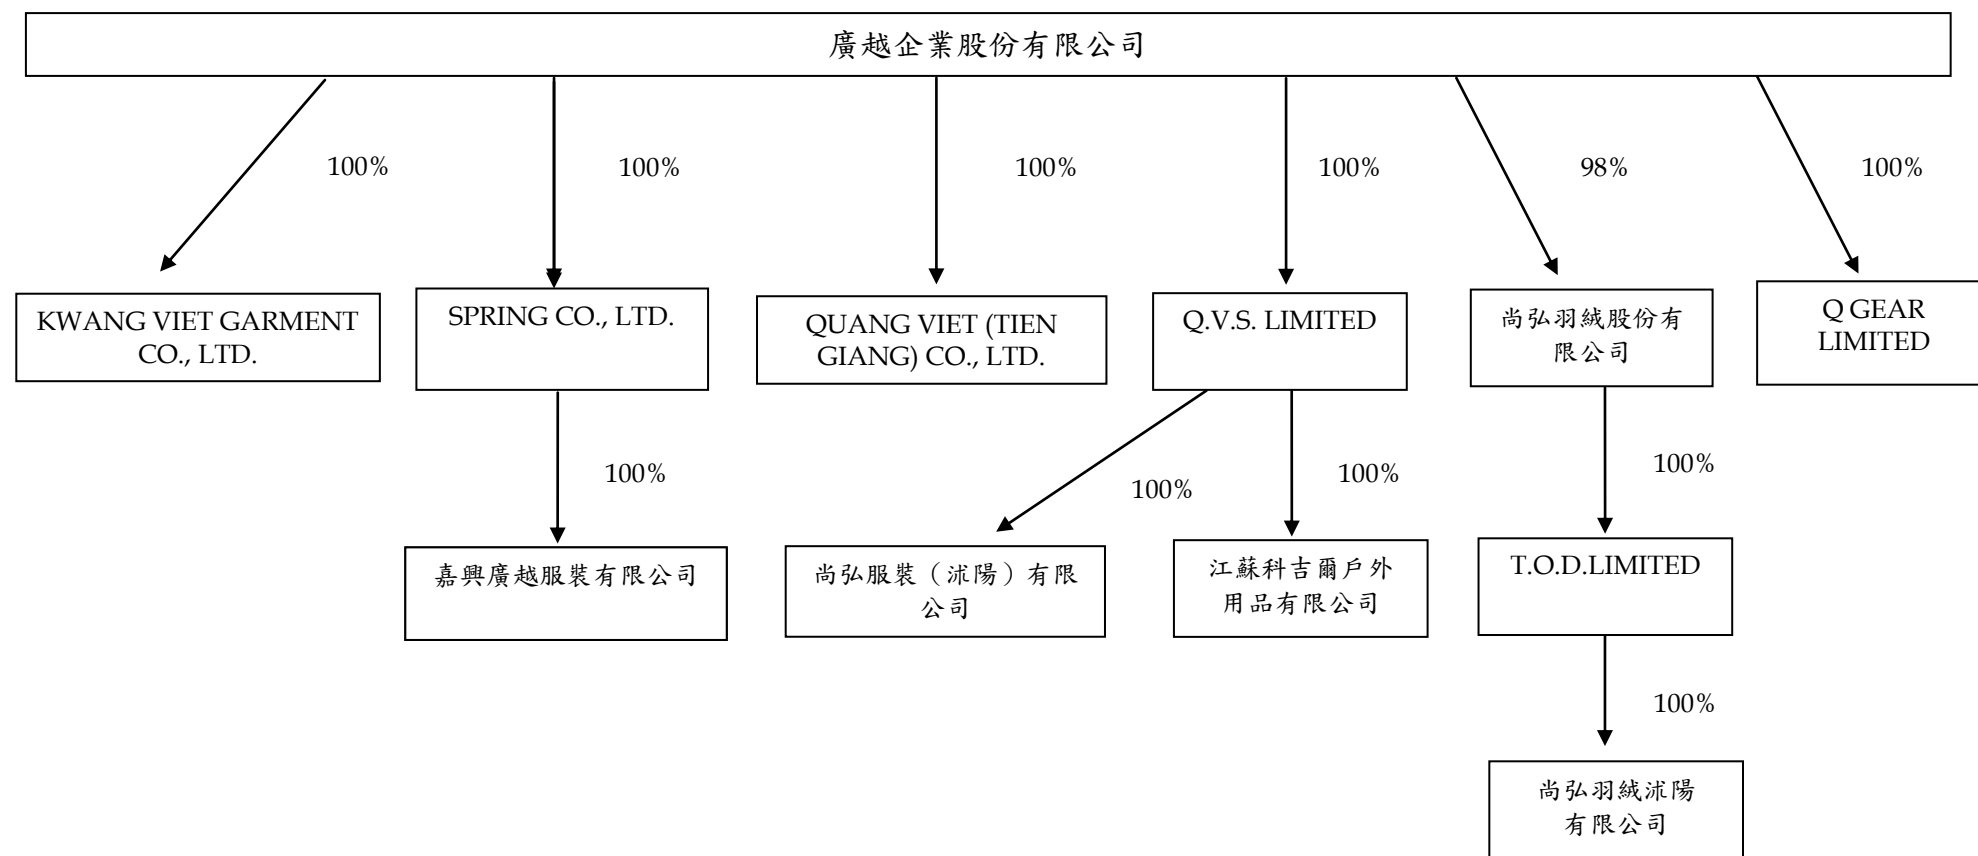 廣越企業股份有限公司
100%
100%
100%
100%
98%
100%
KWANG VIET GARMENT
CO., LTD.
SPRING CO., LTD.
QUANG VIET (TIEN
GIANG) CO., LTD.
Q.V.S. LIMITED
尚弘羽絨股份有
限公司
Q GEAR
LIMITED
100%
100%
100%
100%
嘉興廣越服裝有限公司
尚弘服裝（沭陽）有限
公司
江蘇科吉爾戶外
用品有限公司
T.O.D.LIMITED
100%
尚弘羽絨沭陽
有限公司